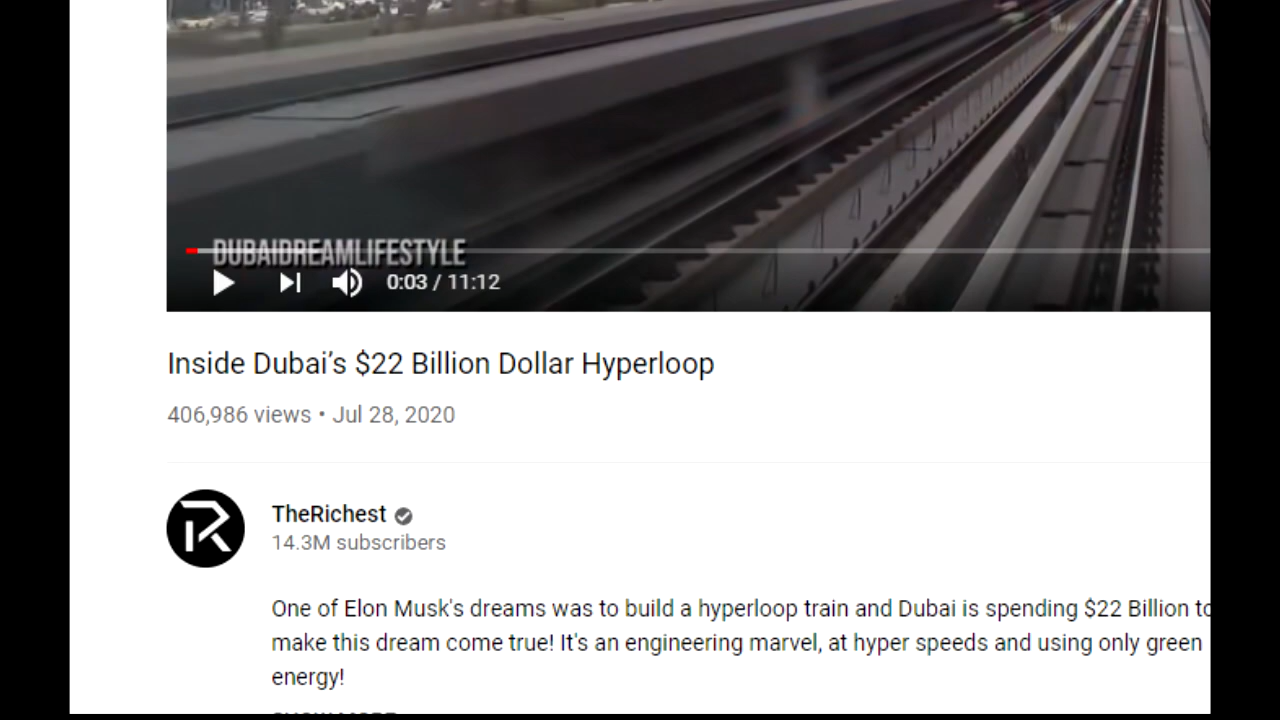 DUBAIDREAMLIFESTYLE
0:03 / 11:12
Inside Dubai’s $22 Billion Dollar Hyperloop
406,986 views • Jul 28, 2020
TheRichest
14.3M subscribers
One of Elon Musk's dreams was to build a hyperloop train and Dubai is spending $22 Billion to
make this dream come true! It's an engineering marvel, at hyper speeds and using only green
energy!